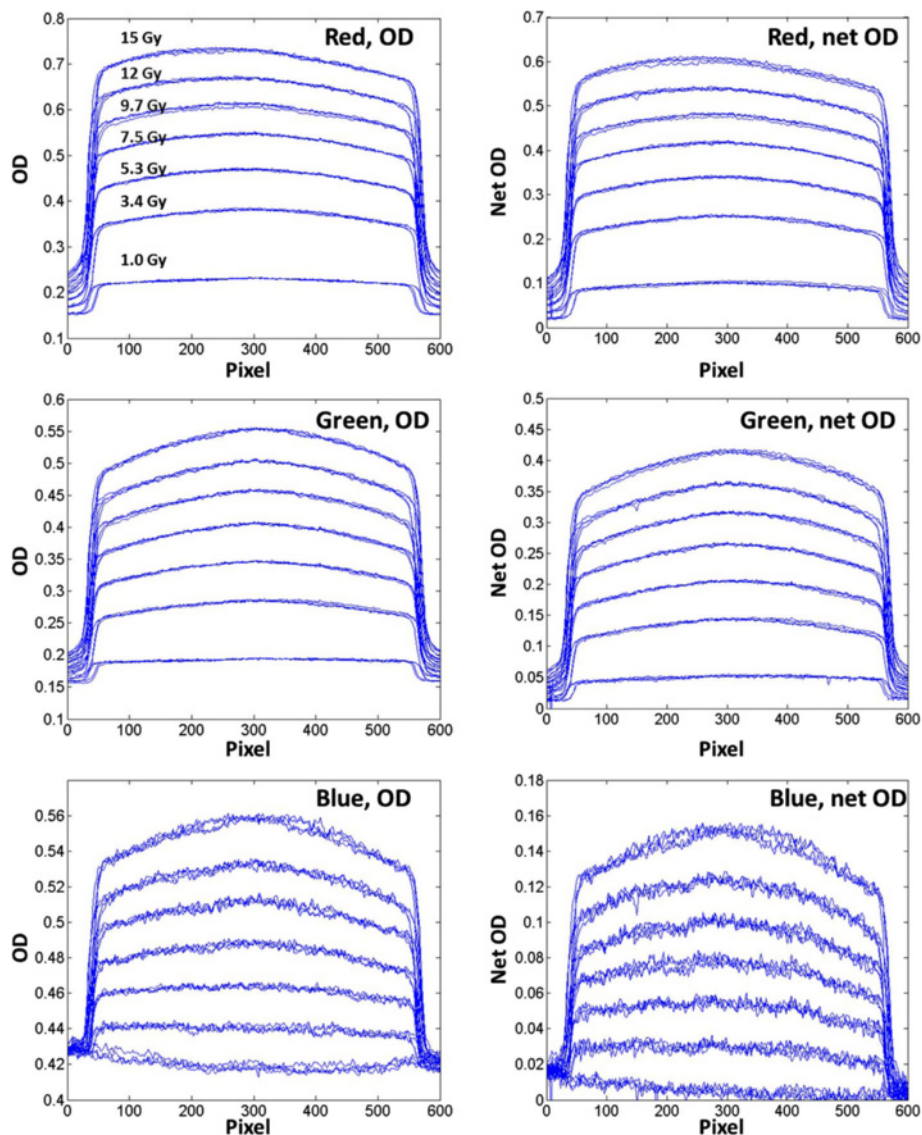 Red, OD
0.8
0.7
0.6
0.5
0.4
0.3
0.2
0.1
15 Gy
12 Gy
9.7 Gy
7.5 Gy
5.3 Gy
3.4 Gy
1.0 Gy
OD
0 100 200 300 400 500 600
Pixel
Red, net OD
0.7
0.6
0.5
0.4
0.3
0.2
0.1
0
Net OD
0 100 200 300 400 500 600
Pixel
Green, OD
0.55
0.5
0.45
0.4
0.35
0.3
0.25
0.2
0.15
0.1
OD
0 100 200 300 400 500 600
Pixel
Green, net OD
0.5
0.45
0.4
0.35
0.3
0.25
0.2
0.15
0.1
0.05
0
Net OD
0 100 200 300 400 500 600
Pixel
Blue, OD
0.56
0.54
0.52
0.5
0.48
0.46
0.44
0.42
0.4
OD
0 100 200 300 400 500 600
Pixel
Blue, net OD
0.18
0.16
0.14
0.12
0.1
0.08
0.06
0.04
0.02
0
Net OD
0 100 200 300 400 500 600
Pixel